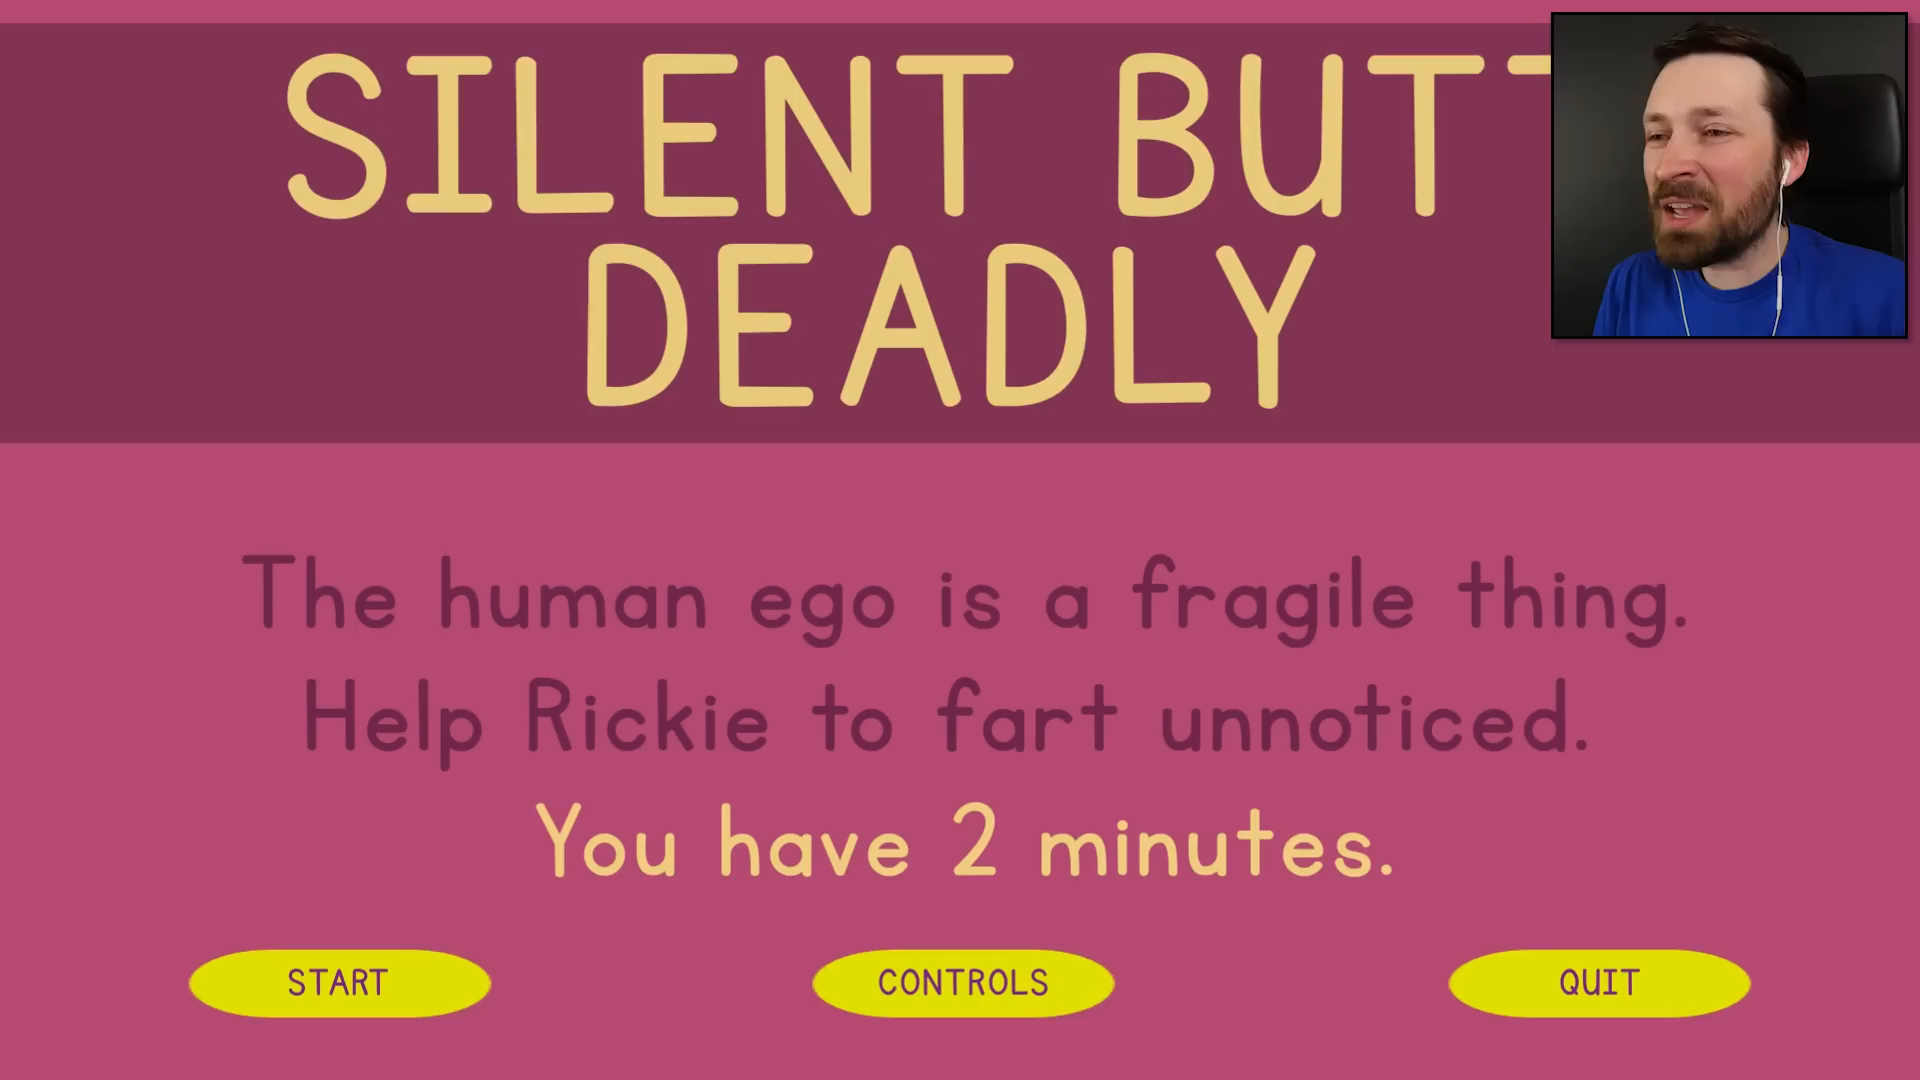 SILENT BUTT
DEADLY
The human ego is a fragile thing.
Help Rickie to fart unnoticed.
You have 2 minutes.
START
CONTROLS
QUIT